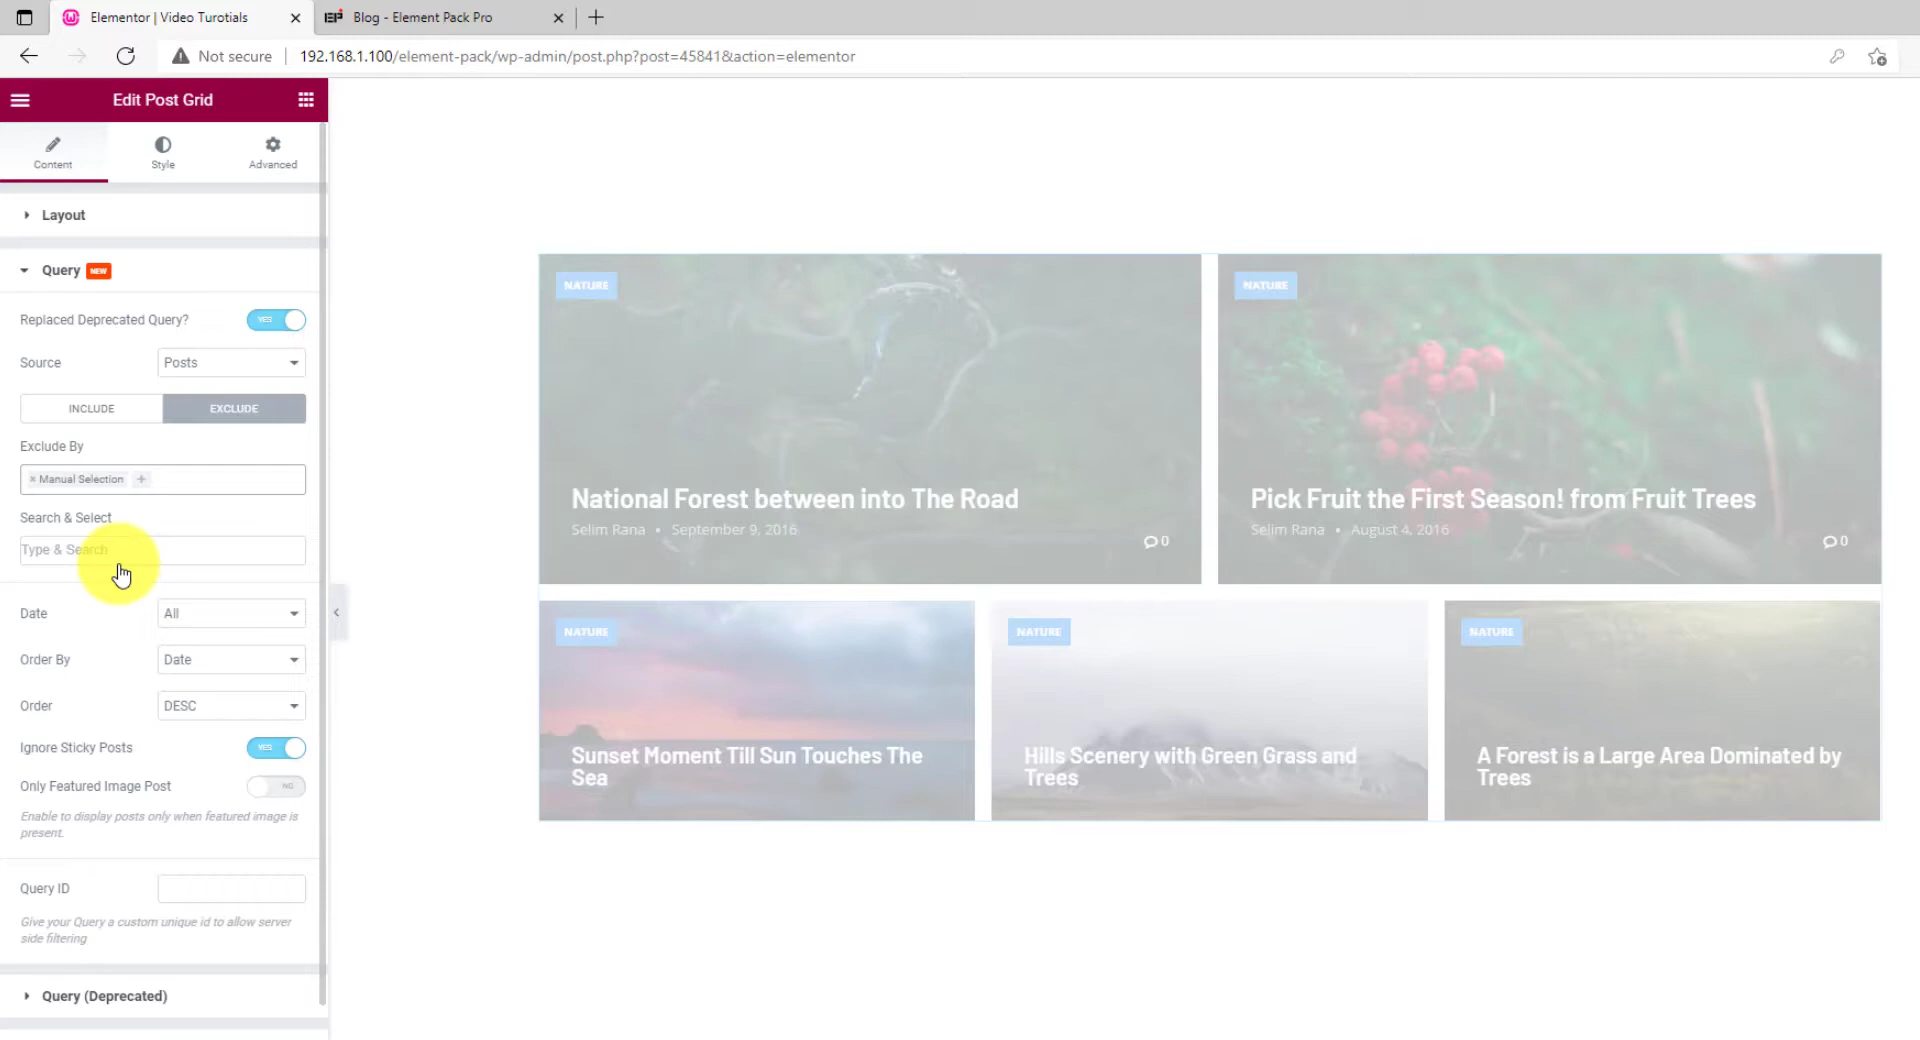 Elementor | Video Turotials
Blog - Element Pack Pro
Not secure
192.168.1.100/element-pack/wp-admin/post.php?post=45841&action=elementor
Edit Post Grid
Content
Style
Advanced
Layout
Query NEW
Replaced Deprecated Query? YES
Source Posts
INCLUDE EXCLUDE
Exclude By
× Manual Selection +
Search & Select
Type & Search
Date All
Order By Date
Order DESC
Ignore Sticky Posts YES
Only Featured Image Post NO
Enable to display posts only when featured image is
present.
Query ID
Give your Query a custom unique id to allow server
side filtering
Query (Deprecated)
NATURE
National Forest between into The Road
Selim Rana • September 9, 2016
0
NATURE
Pick Fruit the First Season! from Fruit Trees
Selim Rana • August 4, 2016
0
NATURE
Sunset Moment Till Sun Touches The
Sea
NATURE
Hills Scenery with Green Grass and
Trees
NATURE
A Forest is a Large Area Dominated by
Trees